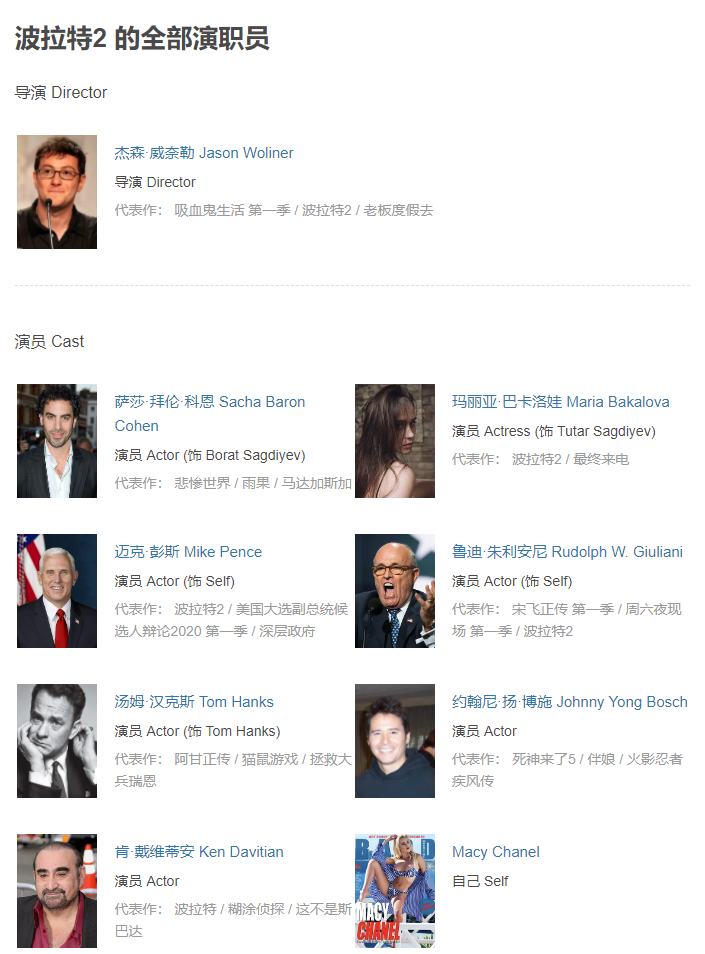 波拉特2 的全部演职员
导演 Director
杰森·威奈勒 Jason Woliner
导演 Director
代表作： 吸血鬼生活 第一季 / 波拉特2 / 老板度假去
演员 Cast
萨莎·拜伦·科恩 Sacha Baron
Cohen
演员 Actor (饰 Borat Sagdiyev)
代表作： 悲惨世界 / 雨果 / 马达加斯加
玛丽亚·巴卡洛娃 Maria Bakalova
演员 Actress (饰 Tutar Sagdiyev)
代表作： 波拉特2 / 最终来电
迈克·彭斯 Mike Pence
演员 Actor (饰 Self)
代表作： 波拉特2 / 美国大选副总统候
选人辩论2020 第一季 / 深层政府
鲁迪·朱利安尼 Rudolph W. Giuliani
演员 Actor (饰 Self)
代表作： 宋飞正传 第一季 / 周六夜现
场 第一季 / 波拉特2
汤姆·汉克斯 Tom Hanks
演员 Actor (饰 Tom Hanks)
代表作： 阿甘正传 / 猫鼠游戏 / 拯救大
兵瑞恩
约翰尼·扬·博施 Johnny Yong Bosch
演员 Actor
代表作： 死神来了5 / 伴娘 / 火影忍者
疾风传
肯·戴维蒂安 Ken Davitian
演员 Actor
代表作： 波拉特 / 糊涂侦探 / 这不是斯
巴达
MACY
CHANEL
Macy Chanel
自己 Self